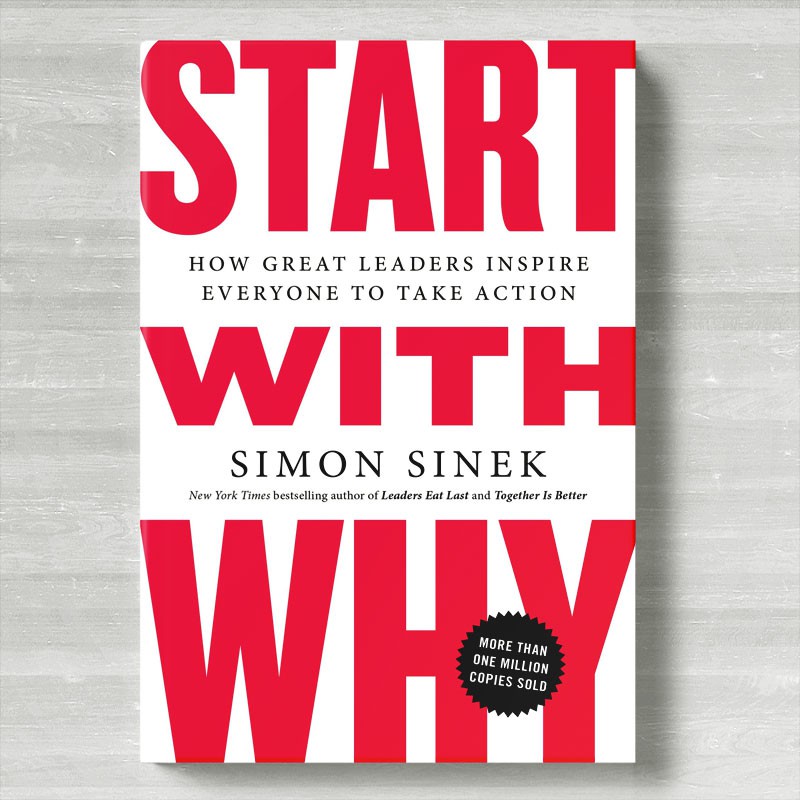 START
HOW GREAT LEADERS INSPIRE
EVERYONE TO TAKE ACTION
WITH
SIMON SINEK
New York Times bestselling author of Leaders Eat Last and Together Is Better
WHY
MORE THAN
ONE MILLION
COPIES SOLD